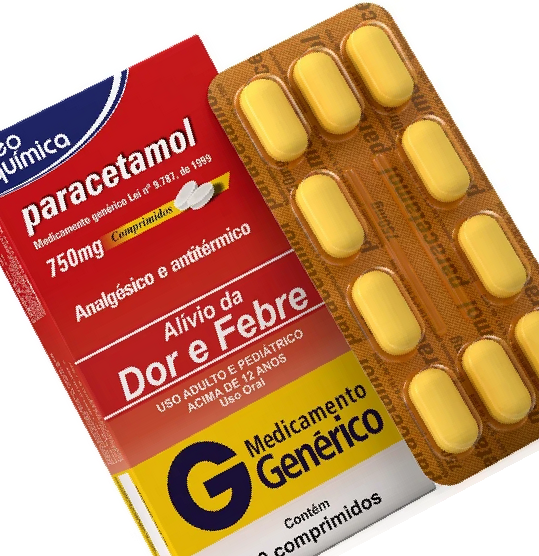 química
paracetamol
Medicamento genérico Lei nº 9.787, de 1999
750mg Comprimidos
Analgésico e antitérmico
Alívio da
Dor e Febre
USO ADULTO E PEDIÁTRICO
ACIMA DE 12 ANOS
Uso Oral
G Medicamento
Genérico
Contém
comprimidos
paracetamol